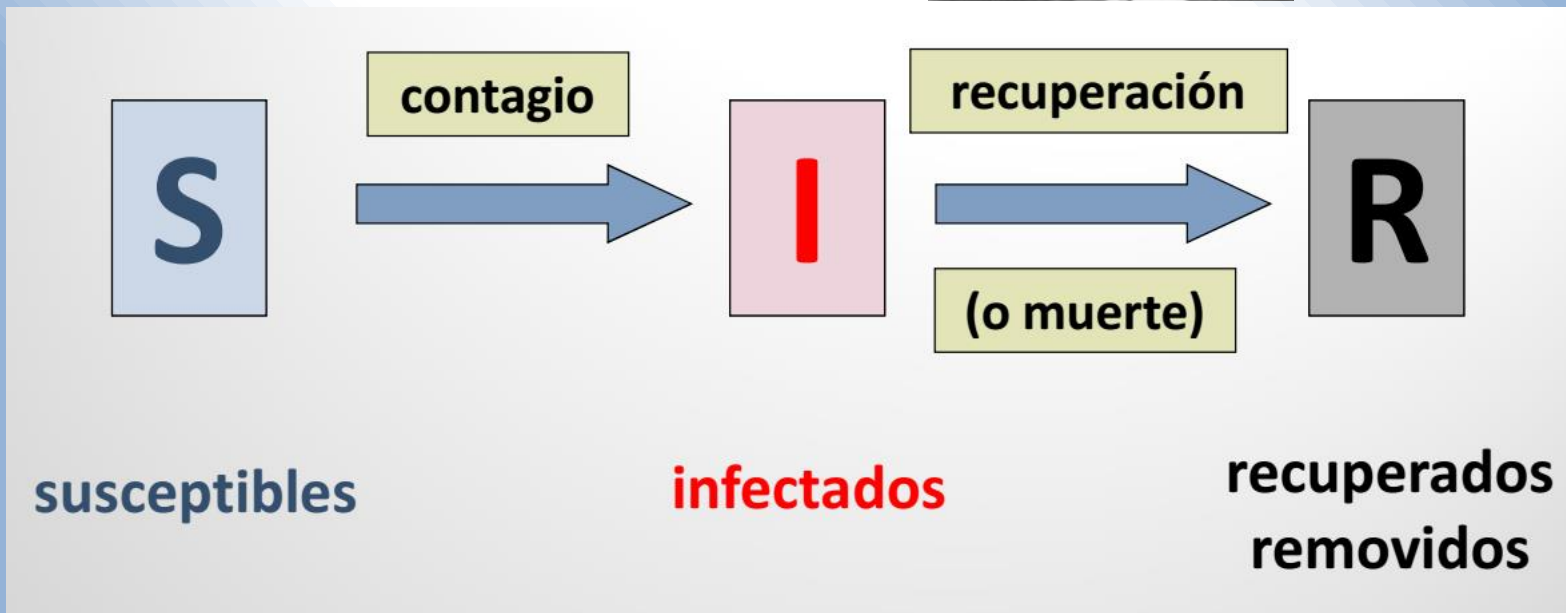 contagio
recuperación
S
I
R
(o muerte)
susceptibles
infectados
recuperados
removidos